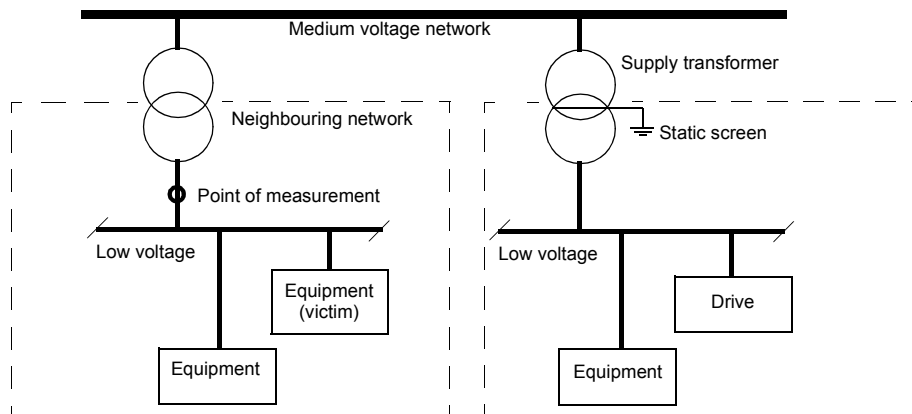 Medium voltage network
Supply transformer
Neighbouring network
Static screen
Point of measurement
Low voltage
Low voltage
Equipment
(victim)
Drive
Equipment
Equipment